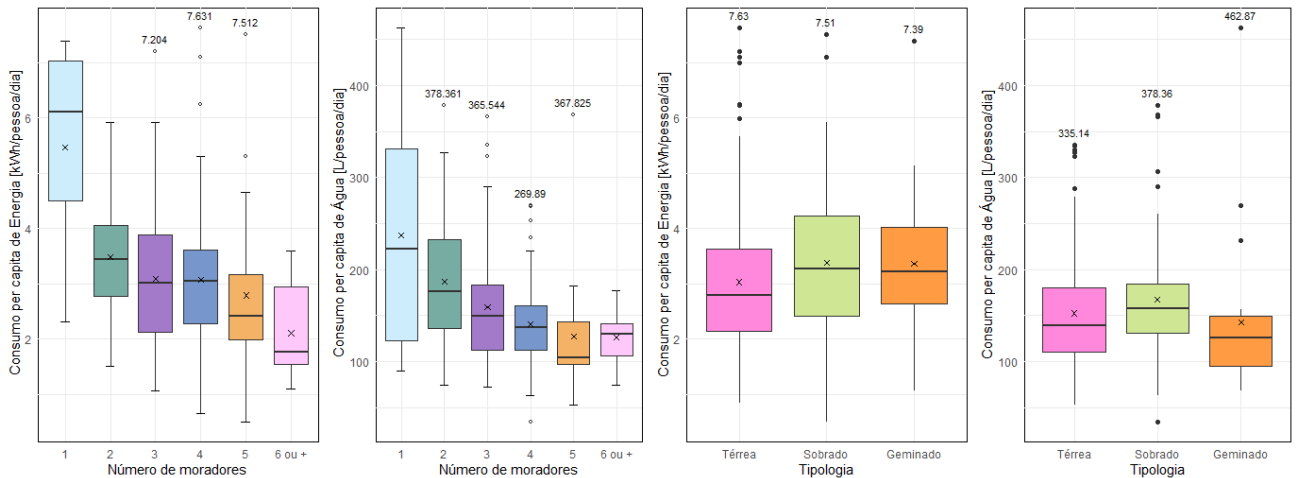 Consumo per capita de Energia [kWh/pessoa/dia]
6
4
2
7.204
7.631
7.512
1
2
3
4
5
6 ou +
Número de moradores
Consumo per capita de Água [L/pessoa/dia]
400
300
200
100
378.361
365.544
269.89
367.825
1
2
3
4
5
6 ou +
Número de moradores
Consumo per capita de Energia [kWh/pessoa/dia]
6
4
2
7.63
7.51
7.39
Térrea
Sobrado
Geminado
Tipologia
Consumo per capita de Água [L/pessoa/dia]
400
300
200
100
335.14
378.36
462.87
Térrea
Sobrado
Geminado
Tipologia